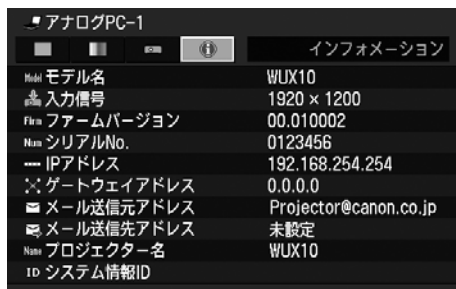 アナログPC-1
インフォメーション
Model モデル名 WUX10
入力信号 1920 × 1200
Firm ファームバージョン 00.010002
Num シリアルNo. 0123456
IPアドレス 192.168.254.254
ゲートウェイアドレス 0.0.0.0
メール送信元アドレス Projector@canon.co.jp
メール送信先アドレス 未設定
Name プロジェクター名 WUX10
ID システム情報ID